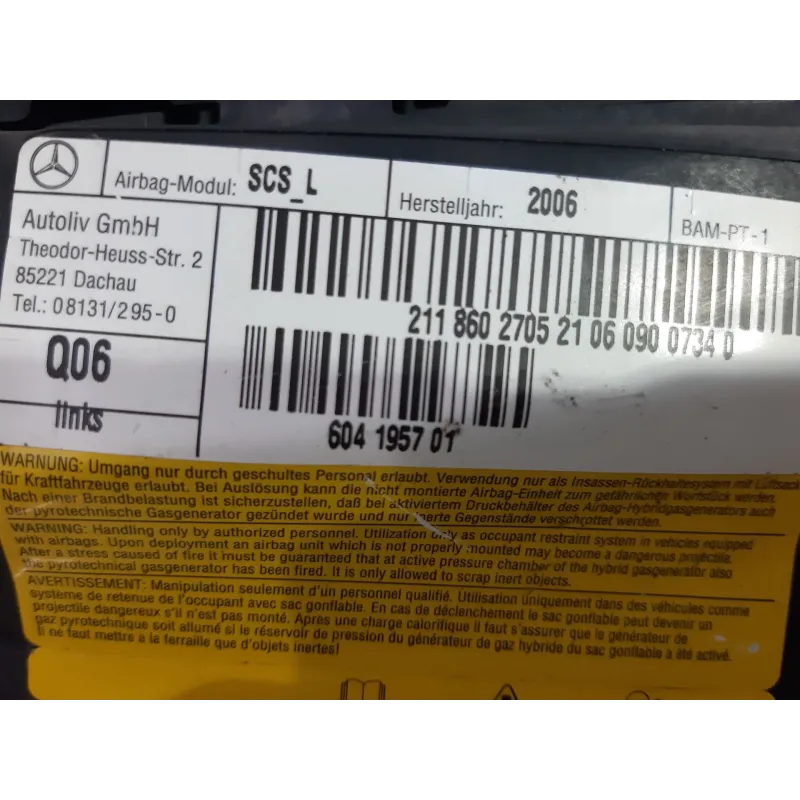 Airbag-Modul: SCS_L
Herstelljahr: 2006
BAM-PT-1
Autoliv GmbH
Theodor-Heuss-Str. 2
85221 Dachau
Tel.: 08131/295-0
211 860 2705 21 06 090 0734 0
Q06
links
604 1957 01
WARNUNG: Umgang nur durch geschultes Personal erlaubt. Verwendung nur als Insassen-Rückhaltesystem mit Luftsack
für Kraftfahrzeuge erlaubt. Bei Auslösung kann die nicht montierte Airbag-Einheit zum gefährlichen Wurfstück werden.
Nach einer Brandbelastung ist sicherzustellen, daß bei aktivem Druckbehälter des Airbag-Hybridgasgenerators auch
der pyrotechnische Gasgenerator gezündet wurde und nur inerte Gegenstände verschrottet werden.
WARNING: Handling only by authorized personnel. Utilization only as occupant restraint system in vehicles equipped
with airbags. Upon deployment an airbag unit which is not properly mounted may become a dangerous projectile.
After a stress caused of fire it must be guaranteed that at active pressure chamber of the hybrid gasgenerator also
the pyrotechnical gasgenerator has been fired. It is only allowed to scrap inert objects.
AVERTISSEMENT: Manipulation seulement d'un personnel qualifié. Utilisation uniquement dans des véhicules comme
système de retenue de l'occupant avec sac gonflable. En cas de déclenchement le sac gonflable peut devenir un
projectile dangereux s'il n'est pas monté. Après une charge calorifique il faut s'assurer que le générateur de
gaz pyrotechnique soit allumé si le réservoir de pression du générateur de gaz hybride du sac gonflable a été activé.
Il ne faut mettre à la ferraille que d'objets inertes!